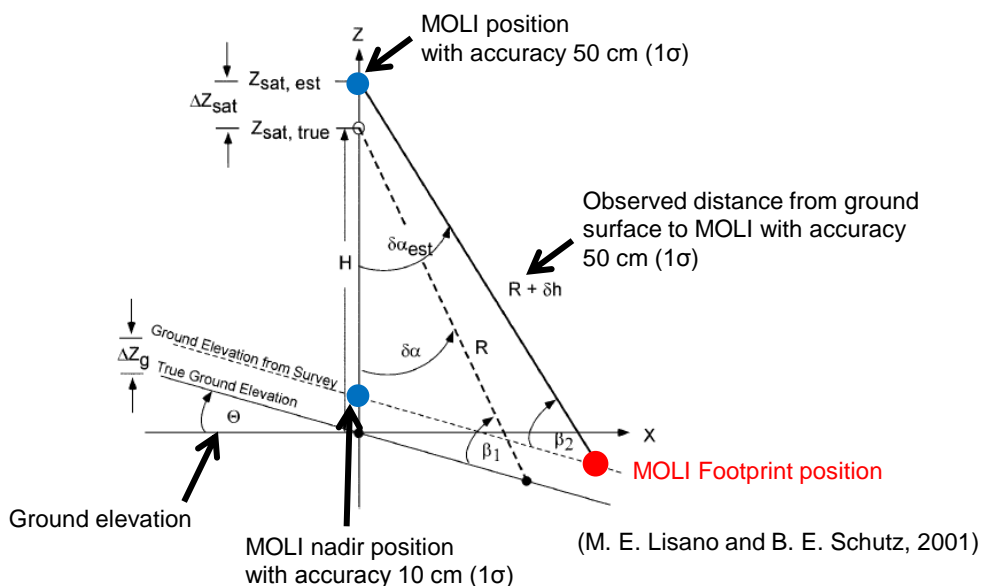 MOLI position
with accuracy 50 cm (1σ)
Z
Zsat, est
ΔZsat
Zsat, true
Observed distance from ground
surface to MOLI with accuracy
50 cm (1σ)
δαest
H
R + δh
Ground Elevation from Survey
ΔZg
True Ground Elevation
δα
R
Θ
β1
β2
X
MOLI Footprint position
Ground elevation
MOLI nadir position
with accuracy 10 cm (1σ)
(M. E. Lisano and B. E. Schutz, 2001)